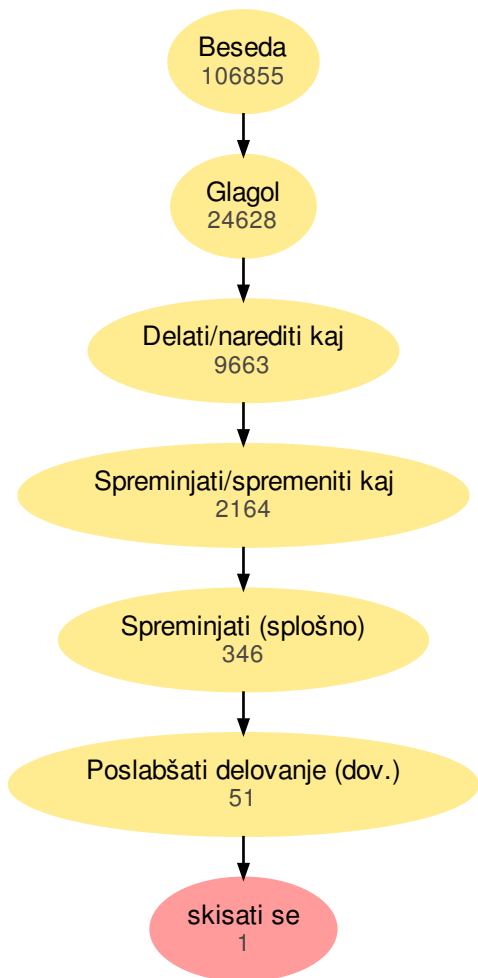 Beseda
106855
Glagol
24628
Delati/narediti kaj
9663
Spreminjati/spremeniti kaj
2164
Spreminjati (splošno)
346
Poslabšati delovanje (dov.)
51
skisati se
1